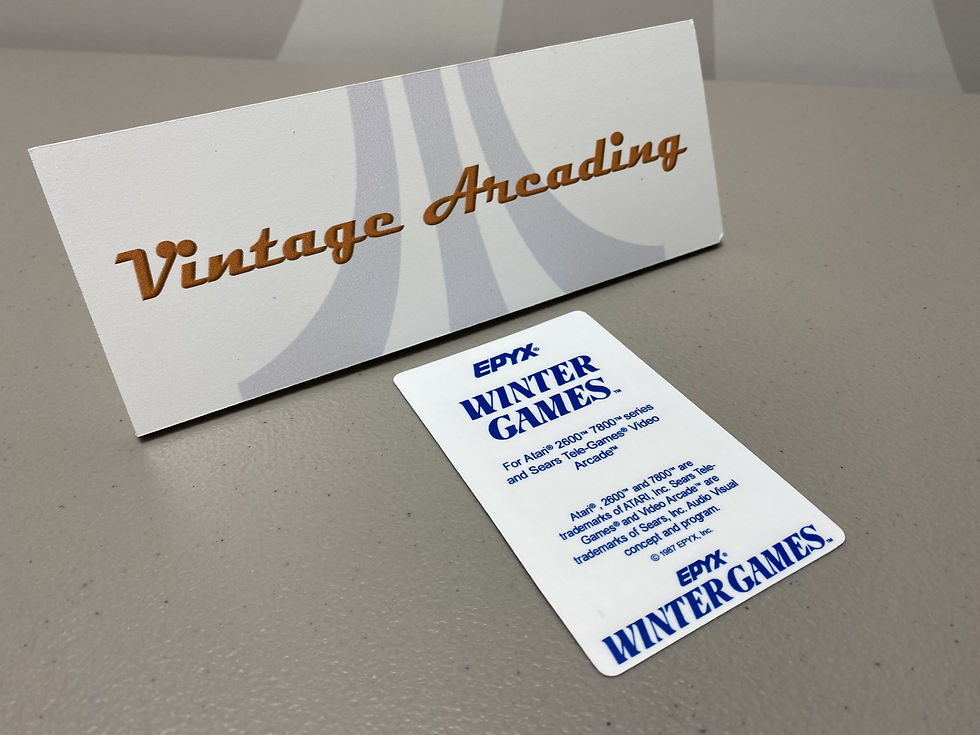 Vintage Arcading
EPYX®
WINTER
GAMES™
For Atari® 2600™ 7800™ series
and Sears Tele-Games® Video
Arcade™
Atari® , 2600™ and 7800™ are
trademarks of ATARI, Inc. Sears Tele-
Games® and Video Arcade™ are
trademarks of Sears, Inc. Audio Visual
concept and program.
© 1987 EPYX, Inc.
EPYX®
WINTER GAMES™